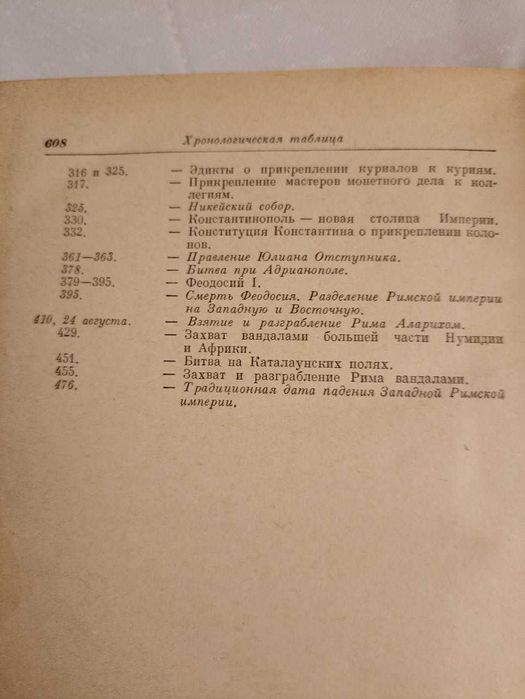 608 Хронологическая таблица
316 и 325. — Эдикты о прикреплении куриалов к куриям.
317. — Прикрепление мастеров монетного дела к кол-
легиям.
325. — Никейский собор.
330. — Константинополь — новая столица Империи.
332. — Конституция Константина о прикреплении коло-
нов.
361—363. — Правление Юлиана Отступника.
378. — Битва при Адрианополе.
379—395. — Феодосий I.
395. — Смерть Феодосия. Разделение Римской империи
на Западную и Восточную.
410, 24 августа. — Взятие и разграбление Рима Аларихом.
429. — Захват вандалами большей части Нумидии
и Африки.
451. — Битва на Каталаунских полях.
455. — Захват и разграбление Рима вандалами.
476. — Традиционная дата падения Западной Римской
империи.